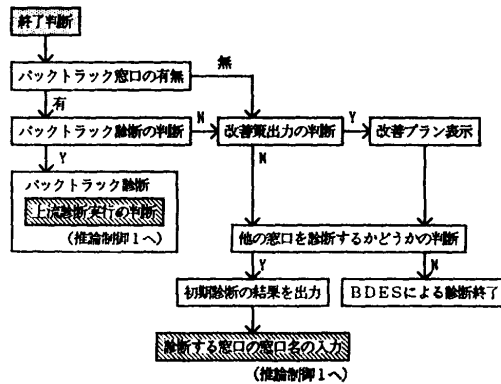 終了判断
バックトラック窓口の有無
無
有
バックトラック診断の判断
N
改善策出力の判断
Y
改善プラン表示
Y
N
バックトラック診断
上流診断実行の判断
(推論制御1へ)
他の窓口を診断するかどうかの判断
Y
N
初期診断の結果を出力
BDESによる診断終了
診断する窓口の窓口名の入力
(推論制御1へ)